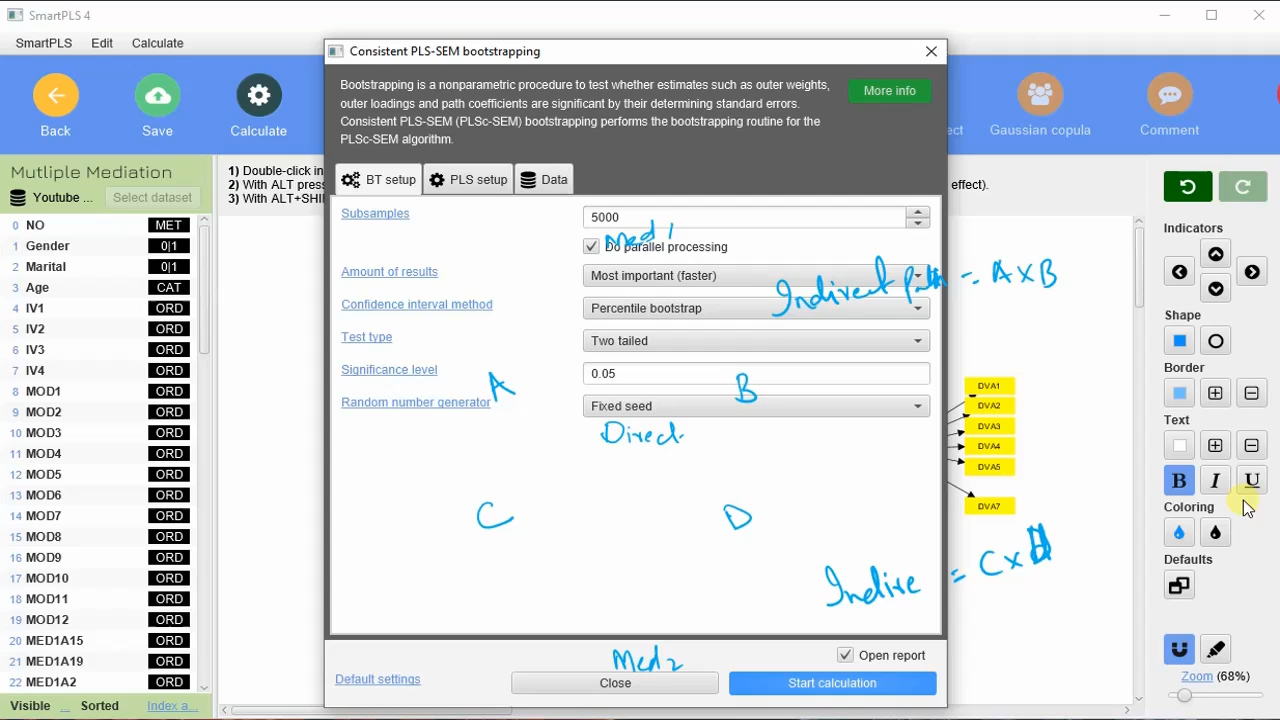 SmartPLS 4
SmartPLS Edit Calculate
Back
Save
Calculate
ect
Gaussian copula
Comment
Consistent PLS-SEM bootstrapping
Bootstrapping is a nonparametric procedure to test whether estimates such as outer weights,
outer loadings and path coefficients are significant by their determining standard errors.
Consistent PLS-SEM (PLSc-SEM) bootstrapping performs the bootstrapping routine for the
PLSc-SEM algorithm.
More info
BT setup PLS setup Data
Subsamples 5000
Do parallel processing
Amount of results Most important (faster)
Confidence interval method Percentile bootstrap
Test type Two tailed
Significance level 0.05
Random number generator Fixed seed
Open report
Default settings Close Start calculation
Mutliple Mediation
Youtube ... Select dataset
0 NO MET
1 Gender 0|1
2 Marital 0|1
3 Age CAT
4 IV1 ORD
5 IV2 ORD
6 IV3 ORD
7 IV4 ORD
8 MOD1 ORD
9 MOD2 ORD
10 MOD3 ORD
11 MOD4 ORD
12 MOD5 ORD
13 MOD6 ORD
14 MOD7 ORD
15 MOD8 ORD
16 MOD9 ORD
17 MOD10 ORD
18 MOD11 ORD
19 MOD12 ORD
20 MED1A15 ORD
21 MED1A19 ORD
22 MED1A2 ORD
Visible ... Sorted Index a...
1) Double-click in
2) With ALT pres
3) With ALT+SHI
effect).
Med 1
Indirect Path = A x B
A
B
Direct
C
D
Indire = C x D
Med 2
DVA1
DVA2
DVA3
DVA4
DVA5
DVA7
Indicators
Shape
Border
Text
B I U
Coloring
Defaults
Zoom (68%)